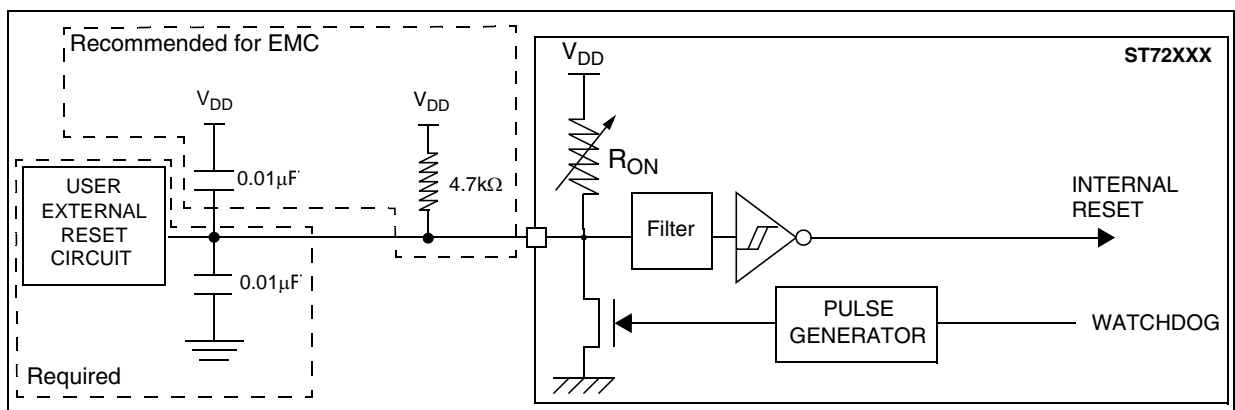 Recommended for EMC
VDD
VDD
0.01μF
4.7kΩ
USER
EXTERNAL
RESET
CIRCUIT
0.01μF
Required
ST72XXX
VDD
RON
Filter
INTERNAL
RESET
PULSE
GENERATOR
WATCHDOG